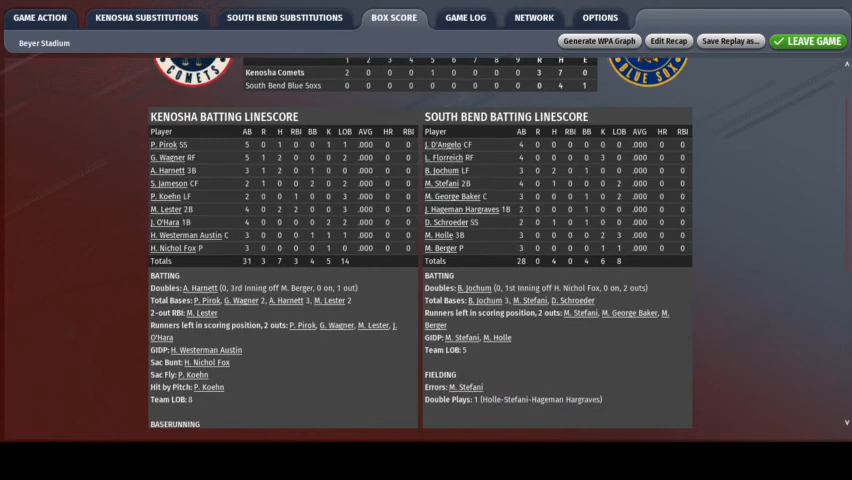 GAME ACTION KENOSHA SUBSTITUTIONS SOUTH BEND SUBSTITUTIONS BOX SCORE GAME LOG NETWORK OPTIONS
Beyer Stadium Generate WPA Graph Edit Recap Save Replay as... LEAVE GAME
COMETS 1 2 3 4 5 6 7 8 9 R H E BLUE SOX
Kenosha Comets 2 0 0 0 1 0 0 0 0 3 7 0
South Bend Blue Soxs 0 0 0 0 0 0 0 0 0 0 4 1
KENOSHA BATTING LINESCORE
Player AB R H RBI BB K LOB AVG HR RBI
P. Pirok SS 5 0 1 0 0 1 1 .000 0 0
G. Wagner RF 5 1 2 0 0 0 2 .000 0 0
A. Harnett 3B 3 1 2 0 1 0 0 .000 0 0
S. Jameson CF 2 1 0 0 2 0 2 .000 0 0
P. Koehn LF 2 0 0 1 0 0 3 .000 0 0
M. Lester 2B 4 0 2 2 0 0 3 .000 0 0
J. O'Hara 1B 4 0 0 0 0 2 2 .000 0 0
H. Westerman Austin C 3 0 0 0 1 1 1 .000 0 0
H. Nichol Fox P 3 0 0 0 0 1 0 .000 0 0
Totals 31 3 7 3 4 5 14
BATTING
Doubles: A. Harnett (0, 3rd Inning off M. Berger, 0 on, 1 out)
Total Bases: P. Pirok, G. Wagner 2, A. Harnett 3, M. Lester 2
2-out RBI: M. Lester
Runners left in scoring position, 2 outs: P. Pirok, G. Wagner, M. Lester, J.
O'Hara
GIDP: H. Westerman Austin
Sac Bunt: H. Nichol Fox
Sac Fly: P. Koehn
Hit by Pitch: P. Koehn
Team LOB: 8
BASERUNNING
SOUTH BEND BATTING LINESCORE
Player AB R H RBI BB K LOB AVG HR RBI
J. D'Angelo CF 4 0 0 0 0 0 0 .000 0 0
L. Florreich RF 4 0 0 0 0 3 0 .000 0 0
B. Jochum LF 3 0 2 0 1 0 0 .000 0 0
M. Stefani 2B 4 0 1 0 0 0 2 .000 0 0
M. George Baker C 3 0 0 0 1 0 2 .000 0 0
J. Hageman Hargraves 1B 2 0 0 0 1 0 0 .000 0 0
D. Schroeder SS 2 0 1 0 1 0 0 .000 0 0
M. Holle 3B 3 0 0 0 0 2 3 .000 0 0
M. Berger P 3 0 0 0 0 1 1 .000 0 0
Totals 28 0 4 0 4 6 8
BATTING
Doubles: B. Jochum (0, 1st Inning off H. Nichol Fox, 0 on, 2 outs)
Total Bases: B. Jochum 3, M. Stefani, D. Schroeder
Runners left in scoring position, 2 outs: M. Stefani, M. George Baker, M.
Berger
GIDP: M. Stefani, M. Holle
Team LOB: 5
FIELDING
Errors: M. Stefani
Double Plays: 1 (Holle-Stefani-Hageman Hargraves)